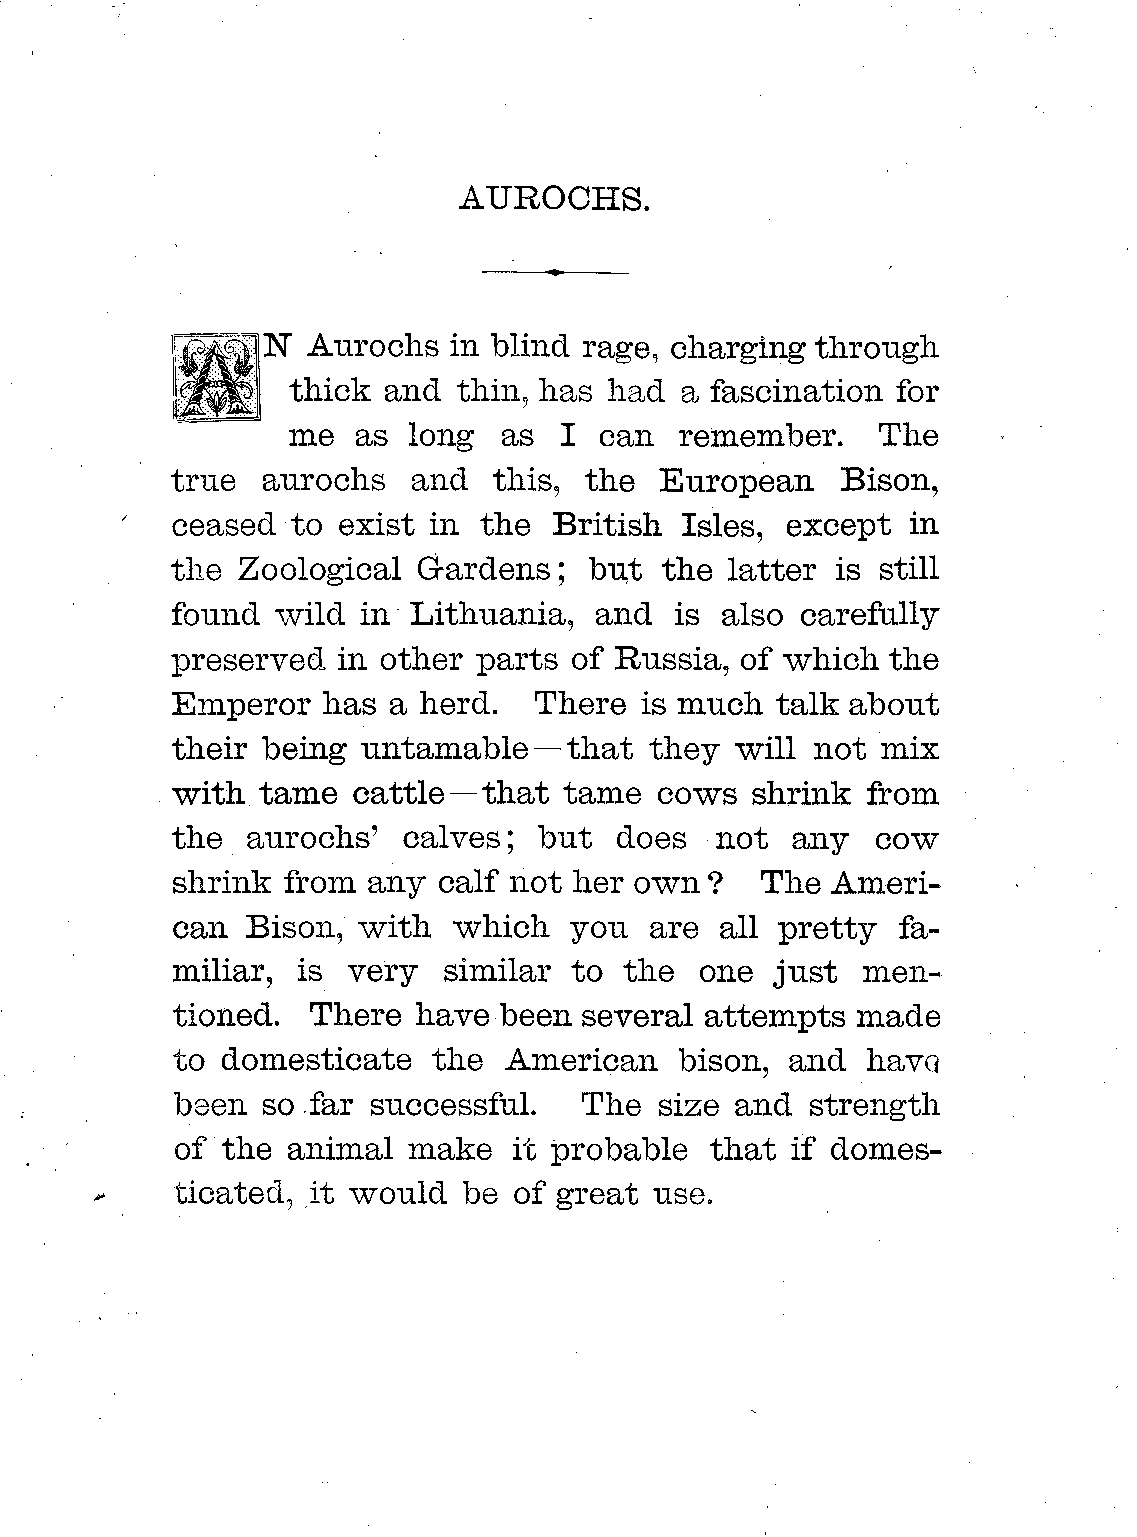 AUROCHS.
AN Aurochs in blind rage, charging through
thick and thin, has had a fascination for
me as long as I can remember. The
true aurochs and this, the European Bison,
ceased to exist in the British Isles, except in
the Zoological Gardens; but the latter is still
found wild in Lithuania, and is also carefully
preserved in other parts of Russia, of which the
Emperor has a herd. There is much talk about
their being untamable—that they will not mix
with tame cattle—that tame cows shrink from
the aurochs' calves; but does not any cow
shrink from any calf not her own? The Ameri-
can Bison, with which you are all pretty fa-
miliar, is very similar to the one just men-
tioned. There have been several attempts made
to domesticate the American bison, and have
been so far successful. The size and strength
of the animal make it probable that if domes-
ticated, it would be of great use.